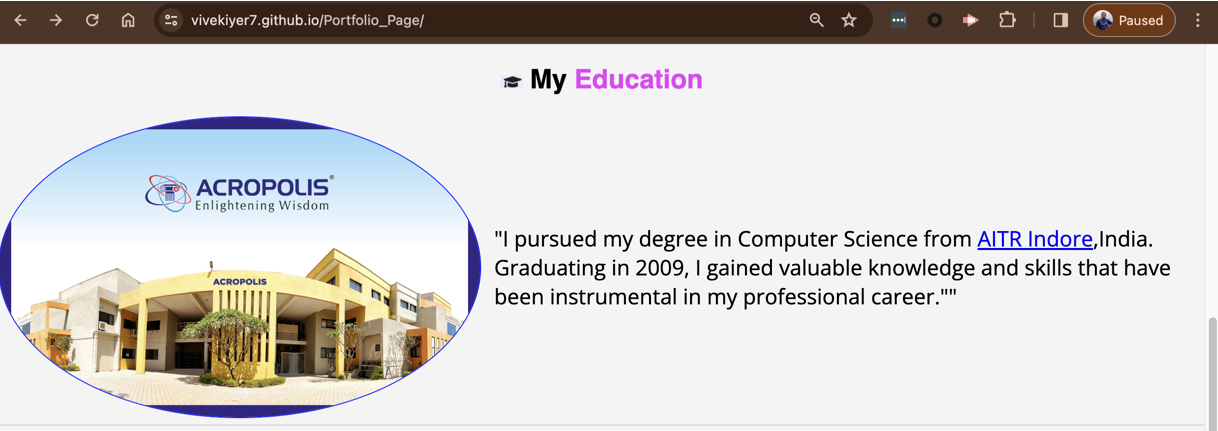 vivekiyer7.github.io/Portfolio_Page/
Paused
My Education
ACROPOLIS®
Enlightening Wisdom
ACROPOLIS
"I pursued my degree in Computer Science from AITR Indore,India.
Graduating in 2009, I gained valuable knowledge and skills that have
been instrumental in my professional career.""